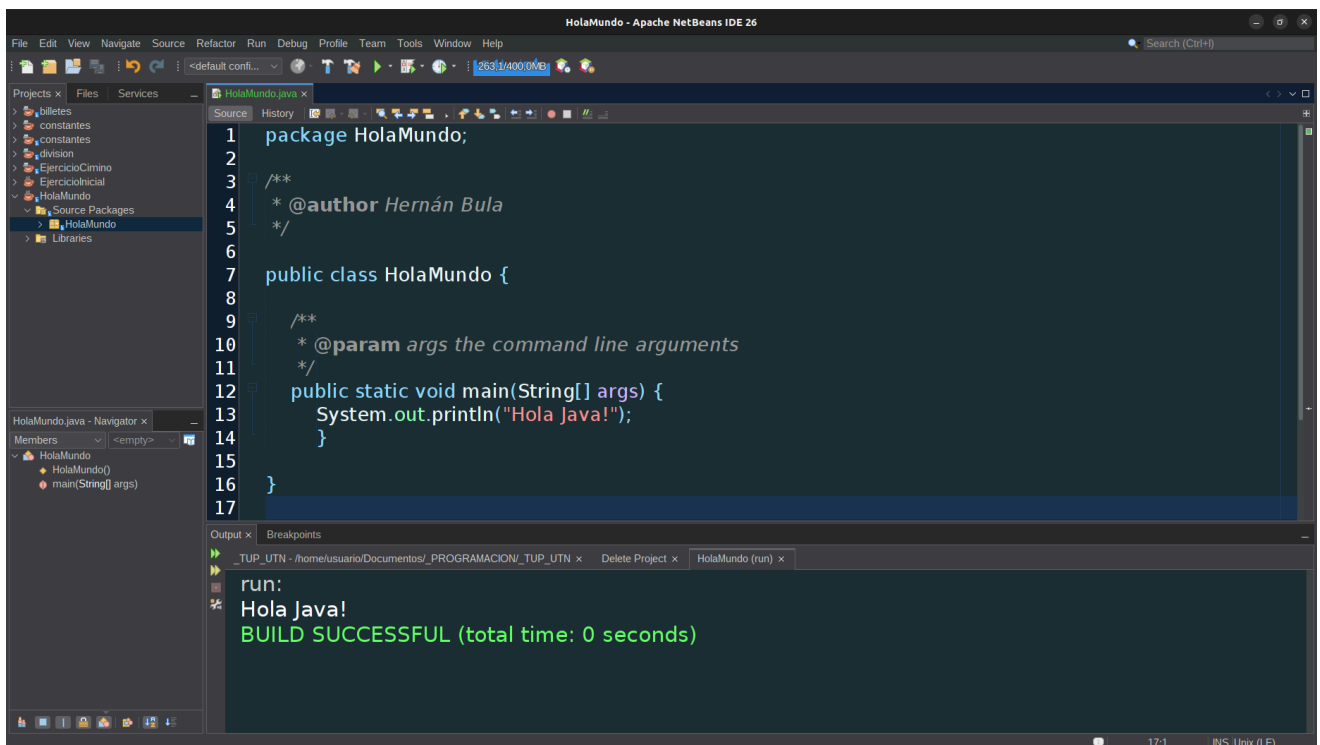 HolaMundo - Apache NetBeans IDE 26
File Edit View Navigate Source Refactor Run Debug Profile Team Tools Window Help
Search (Ctrl+I)
<default confi...
263,1/400,0MB
Projects
Files
Services
billetes
constantes
constantes
division
EjercicioCimino
EjercicioInicial
HolaMundo
Source Packages
HolaMundo
Libraries
HolaMundo.java - Navigator
Members
<empty>
HolaMundo
HolaMundo()
main(String[] args)
HolaMundo.java
Source History
1 package HolaMundo;
2
3 /**
4 * @author Hernán Bula
5 */
6
7 public class HolaMundo {
8
9 /**
10 * @param args the command line arguments
11 */
12 public static void main(String[] args) {
13 System.out.println("Hola Java!");
14 }
15
16 }
17
Output
Breakpoints
_TUP_UTN - /home/usuario/Documentos/_PROGRAMACION/_TUP_UTN
Delete Project
HolaMundo (run)
run:
Hola Java!
BUILD SUCCESSFUL (total time: 0 seconds)
17:1
INS Unix (LF)